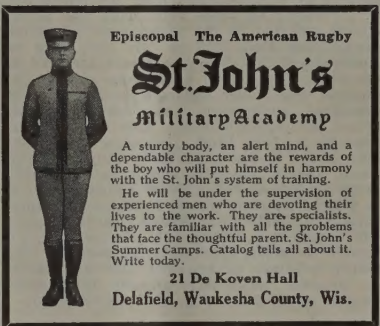 Episcopal The American Rugby
St. John's
Military Academy
A sturdy body, an alert mind, and a
dependable character are the rewards of
the boy who will put himself in harmony
with the St. John's system of training.
He will be under the supervision of
experienced men who are devoting their
lives to the work. They are specialists.
They are familiar with all the problems
that face the thoughtful parent. St. John's
Summer Camps. Catalog tells all about it.
Write today.
21 De Koven Hall
Delafield, Waukesha County, Wis.